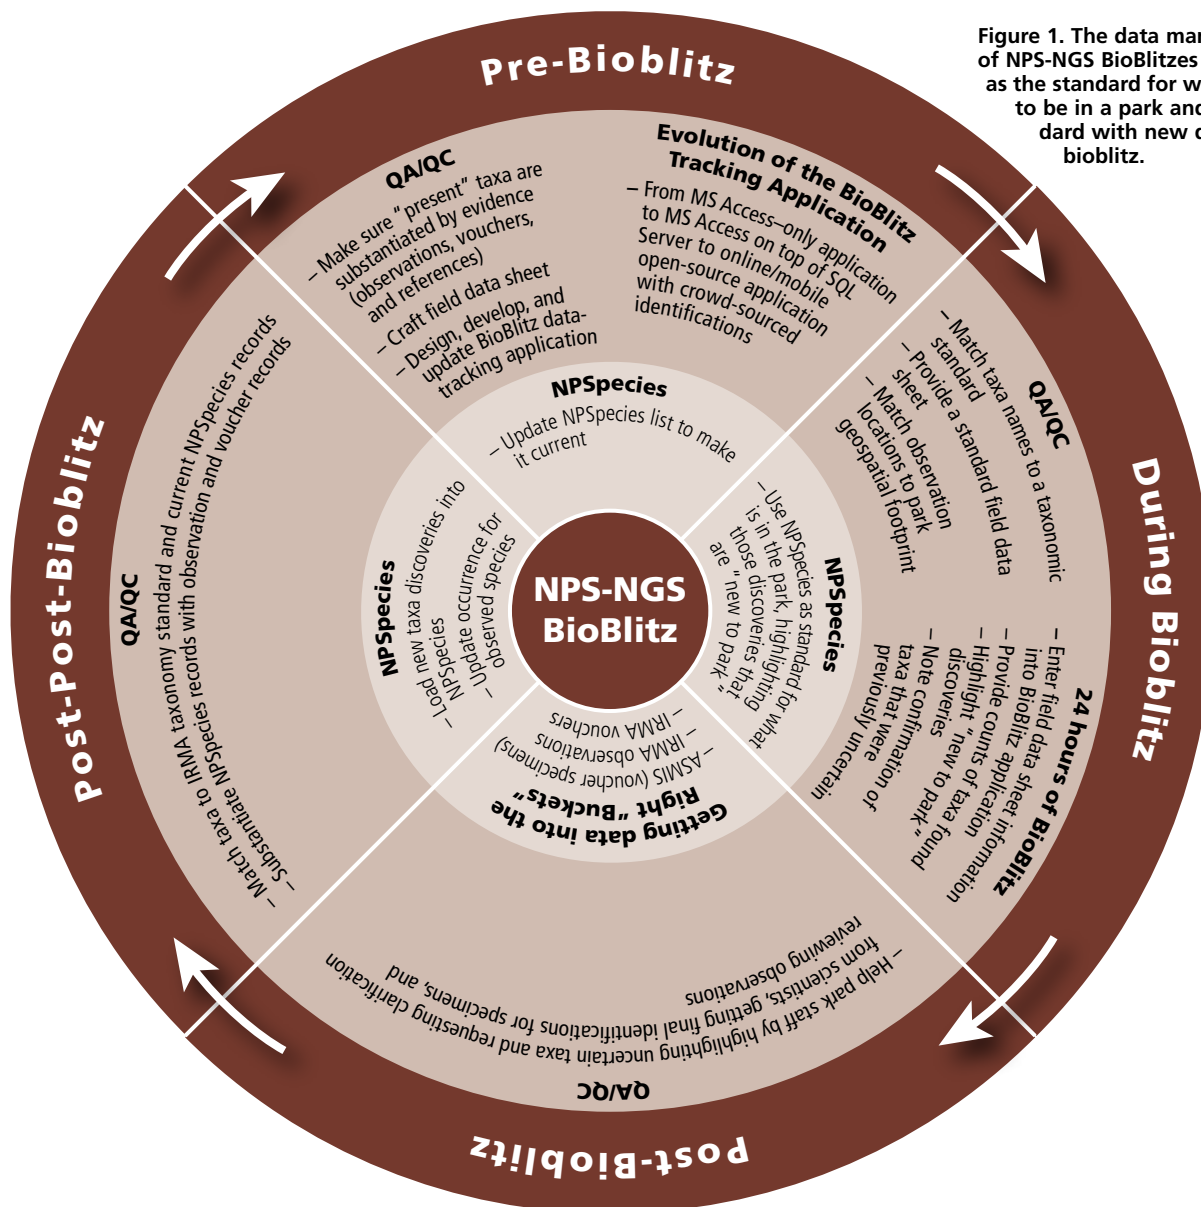 Figure 1. The data mar
of NPS-NGS BioBlitzes
as the standard for w
to be in a park and
dard with new d
bioblitz.
Pre-Bioblitz
QA/QC
– Make sure “present” taxa are
substantiated by evidence
(observations, vouchers,
and references)
– Craft field data sheet
– Design, develop, and
update BioBlitz data-
tracking application
Evolution of the BioBlitz
Tracking Application
– From MS Access–only application
to MS Access on top of SQL
Server to online/mobile
open-source application
with crowd-sourced
identifications
NPSpecies
– Update NPSpecies list to make
it current
During Bioblitz
QA/QC
– Match taxa names to a taxonomic
standard
– Provide a standard field data
sheet
– Match observation
locations to park
geospatial footprint
24 hours of BioBlitz
– Enter field data sheet information
into BioBlitz application
– Provide counts of taxa found
– Highlight “new to park”
discoveries
– Note confirmation of
taxa that were
previously uncertain
NPSpecies
– Use NPSpecies as standard for what
is in the park, highlighting
those discoveries that
are “new to park”
Post-Bioblitz
QA/QC
– Help park staff by highlighting uncertain taxa and requesting clarification
from scientists, getting final identifications for specimens, and
reviewing observations
Getting data into the
Right “Buckets”
– ASMIS (voucher specimens)
– IRMA observations
– IRMA vouchers
Post-Post-Bioblitz
QA/QC
– Match taxa to IRMA taxonomy standard and current NPSpecies records
– Substantiate NPSpecies records with observation and voucher records
NPSpecies
– Load new taxa discoveries into
NPSpecies
– Update occurrence for
observed species
NPS-NGS
BioBlitz